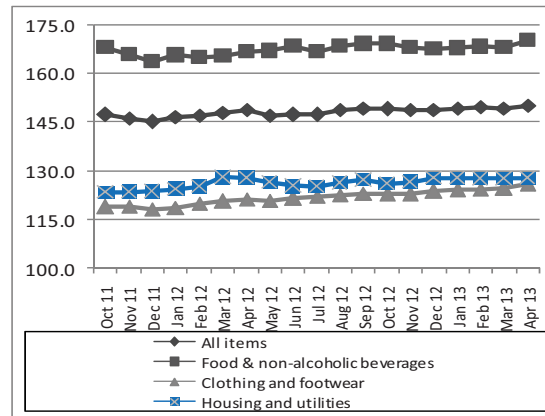 175.0
160.0
145.0
130.0
115.0
100.0
Oct 11
Nov 11
Dec 11
Jan 12
Feb 12
Mar 12
Apr 12
May 12
Jun 12
Jul 12
Aug 12
Sep 12
Oct 12
Nov 12
Dec 12
Jan 13
Feb 13
Mar 13
Apr 13
All items
Food & non-alcoholic beverages
Clothing and footwear
Housing and utilities